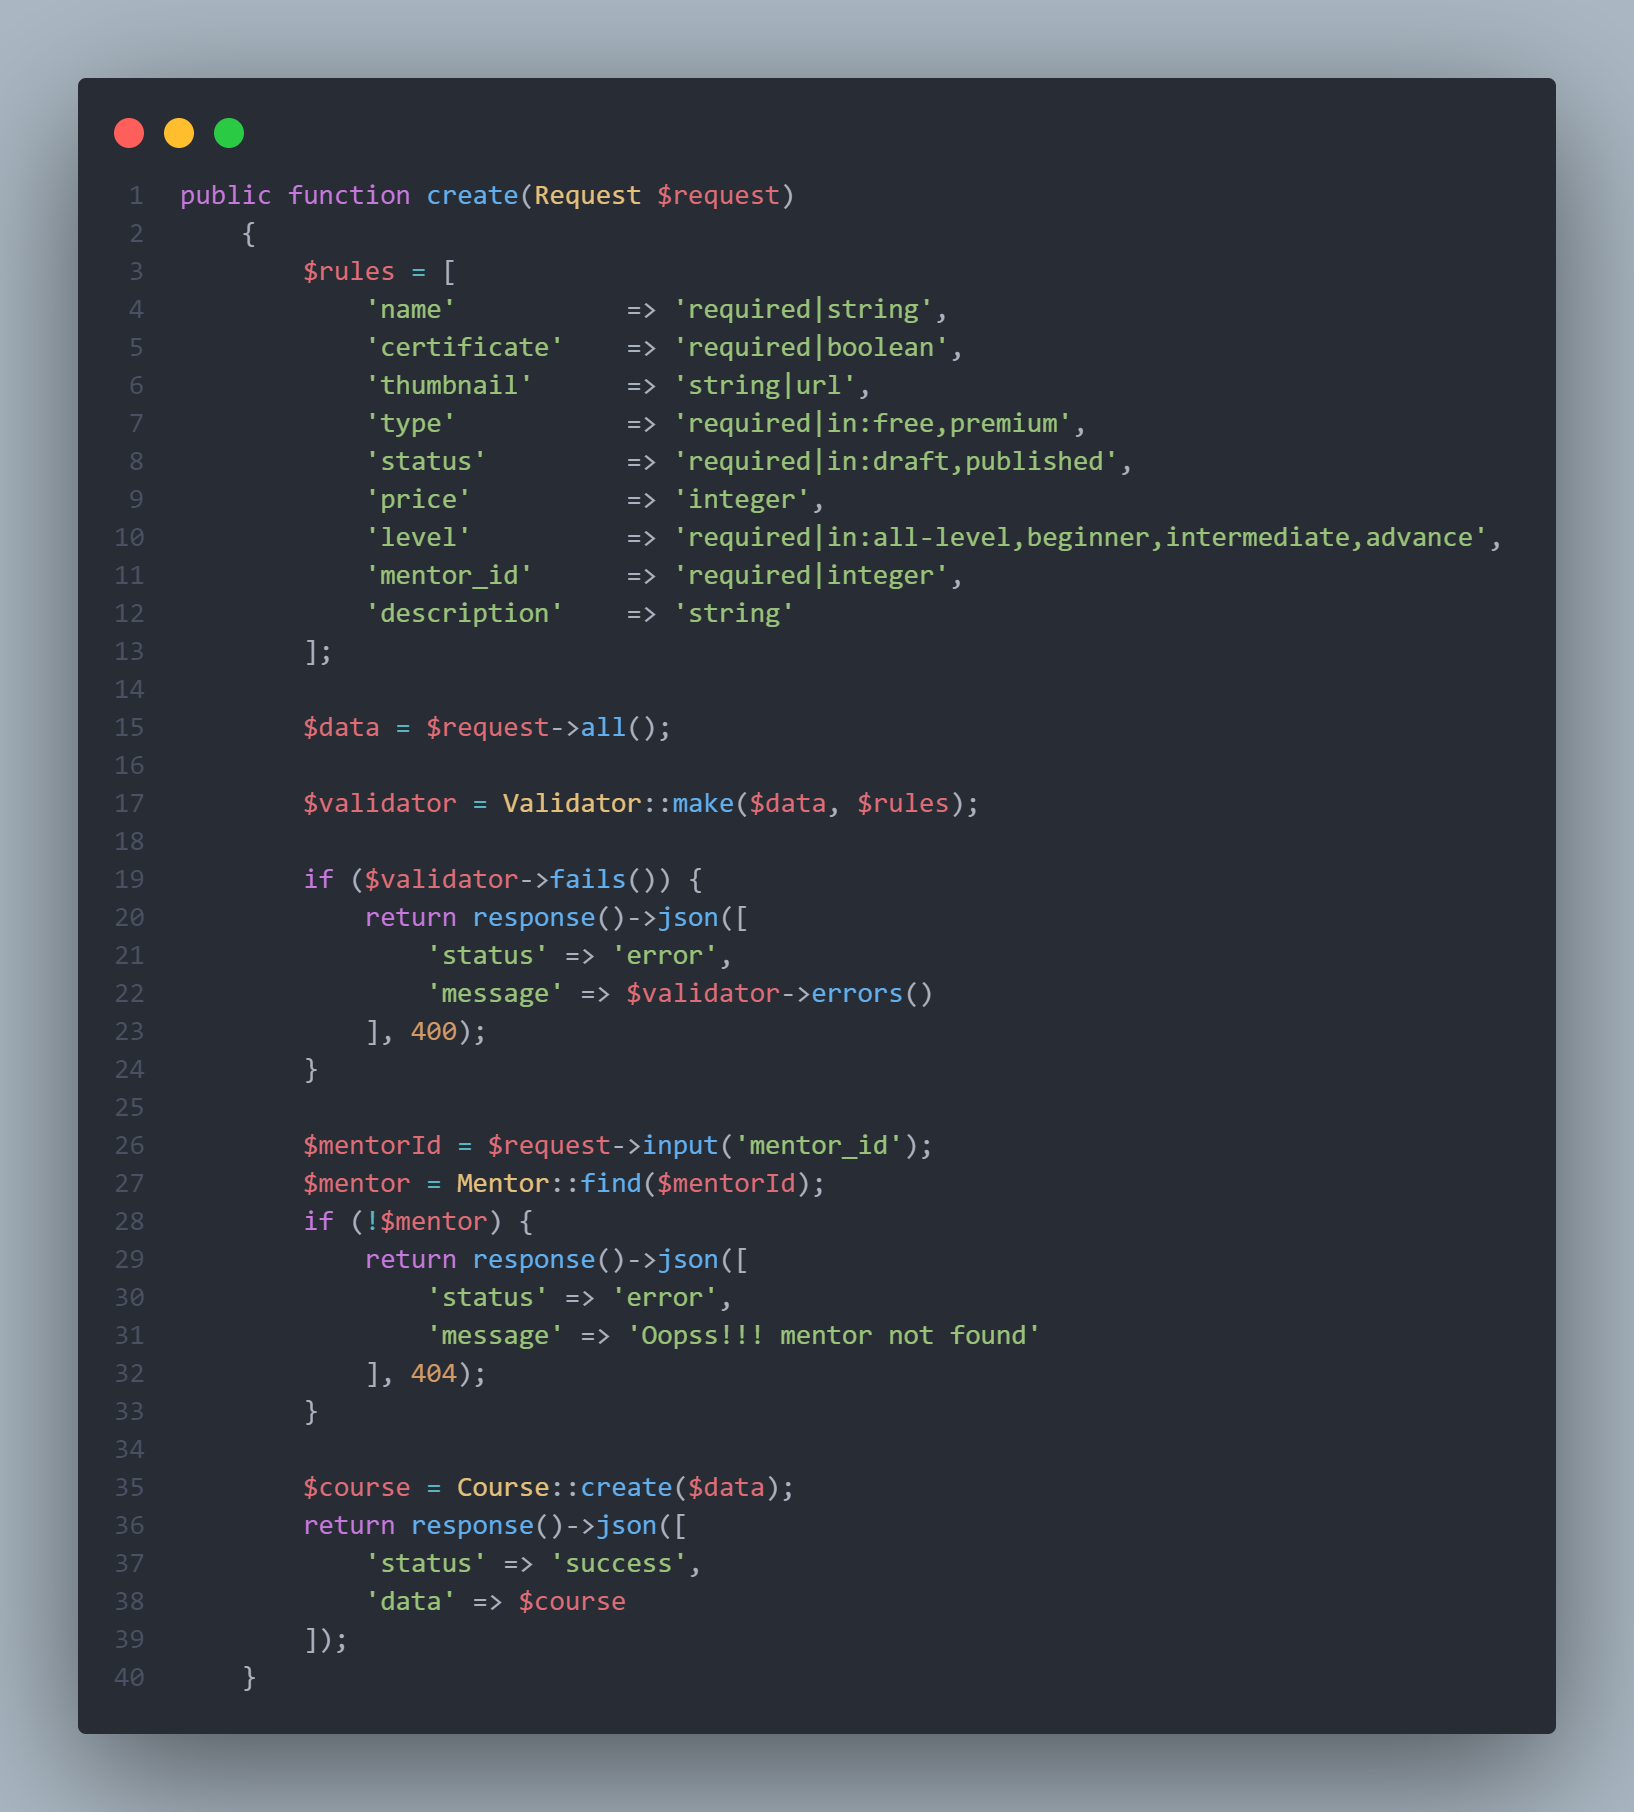 1 public function create(Request $request)
2     {
3         $rules = [
4             'name'           => 'required|string',
5             'certificate'    => 'required|boolean',
6             'thumbnail'      => 'string|url',
7             'type'           => 'required|in:free,premium',
8             'status'         => 'required|in:draft,published',
9             'price'          => 'integer',
10             'level'          => 'required|in:all-level,beginner,intermediate,advance',
11             'mentor_id'      => 'required|integer',
12             'description'    => 'string'
13         ];
14
15         $data = $request->all();
16
17         $validator = Validator::make($data, $rules);
18
19         if ($validator->fails()) {
20             return response()->json([
21                 'status' => 'error',
22                 'message' => $validator->errors()
23             ], 400);
24         }
25
26         $mentorId = $request->input('mentor_id');
27         $mentor = Mentor::find($mentorId);
28         if (!$mentor) {
29             return response()->json([
30                 'status' => 'error',
31                 'message' => 'Oopss!!! mentor not found'
32             ], 404);
33         }
34
35         $course = Course::create($data);
36         return response()->json([
37             'status' => 'success',
38             'data' => $course
39         ]);
40     }